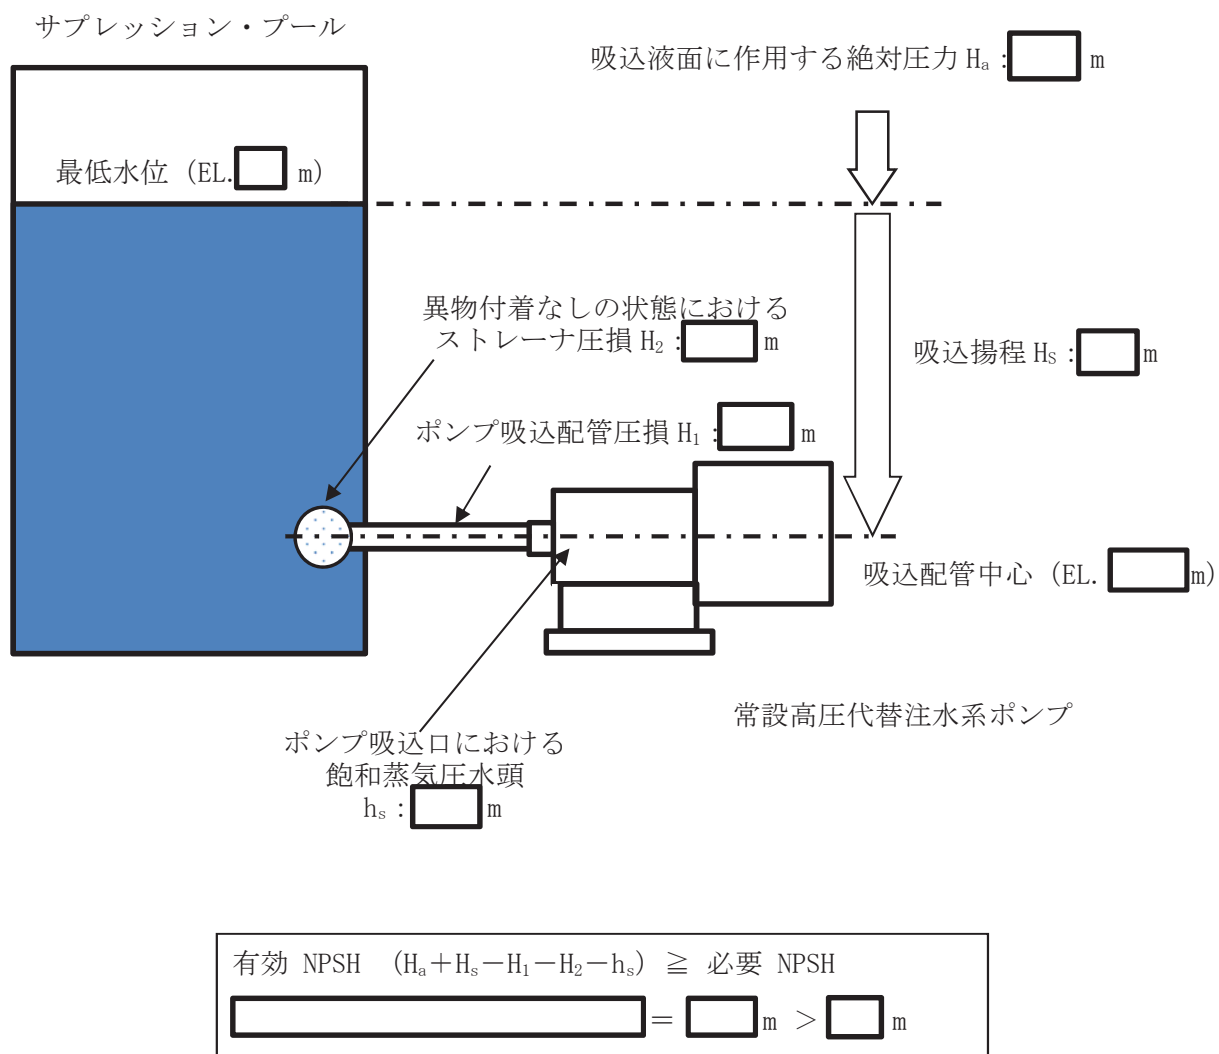 サプレッション・プール
吸込液面に作用する絶対圧力 Hₐ : m
最低水位 (EL. m)
異物付着なしの状態における
ストレーナ圧損 H₂ : m
吸込揚程 Hs : m
ポンプ吸込配管圧損 H₁ : m
吸込配管中心 (EL. m)
常設高圧代替注水系ポンプ
ポンプ吸込口における
飽和蒸気圧水頭
hₛ : m
有効 NPSH (Hₐ+Hₛ-H₁-H₂-hₛ) ≧ 必要 NPSH
= m > m